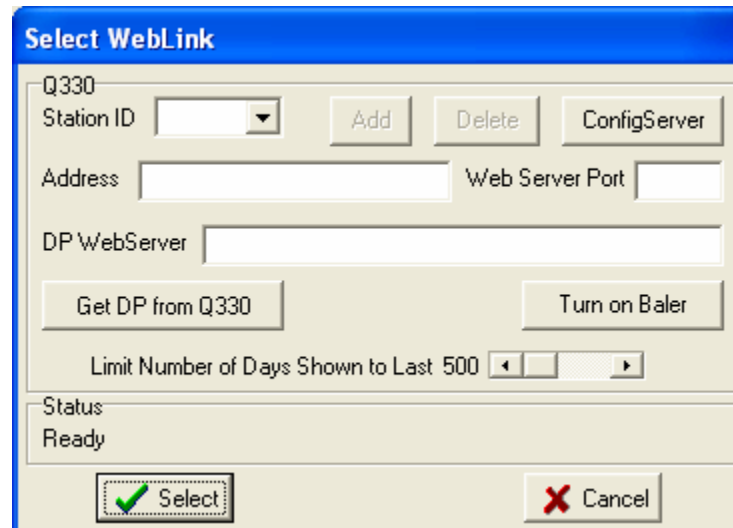 Select WebLink
Q330
Station ID Add Delete ConfigServer
Address Web Server Port
DP WebServer
Get DP from Q330 Turn on Baler
Limit Number of Days Shown to Last 500
Status
Ready
Select Cancel